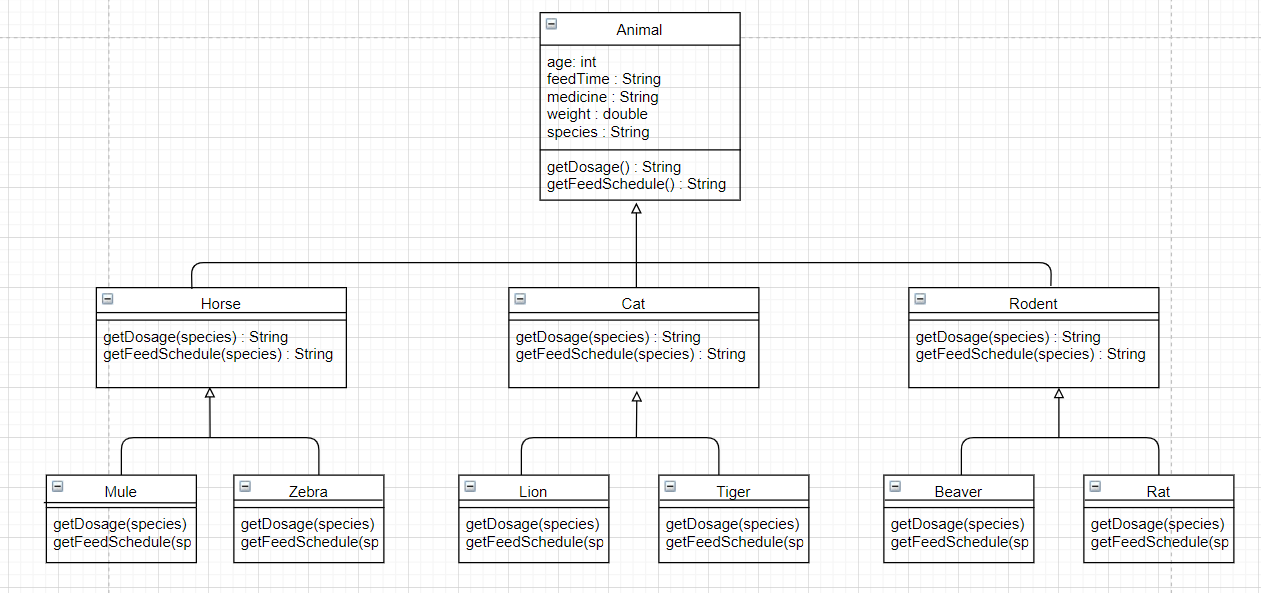 Animal
age: int
feedTime : String
medicine : String
weight : double
species : String
getDosage() : String
getFeedSchedule() : String
Horse
getDosage(species) : String
getFeedSchedule(species) : String
Cat
getDosage(species) : String
getFeedSchedule(species) : String
Rodent
getDosage(species) : String
getFeedSchedule(species) : String
Mule
getDosage(species)
getFeedSchedule(sp
Zebra
getDosage(species)
getFeedSchedule(sp
Lion
getDosage(species)
getFeedSchedule(sp
Tiger
getDosage(species)
getFeedSchedule(sp
Beaver
getDosage(species)
getFeedSchedule(sp
Rat
getDosage(species)
getFeedSchedule(sp